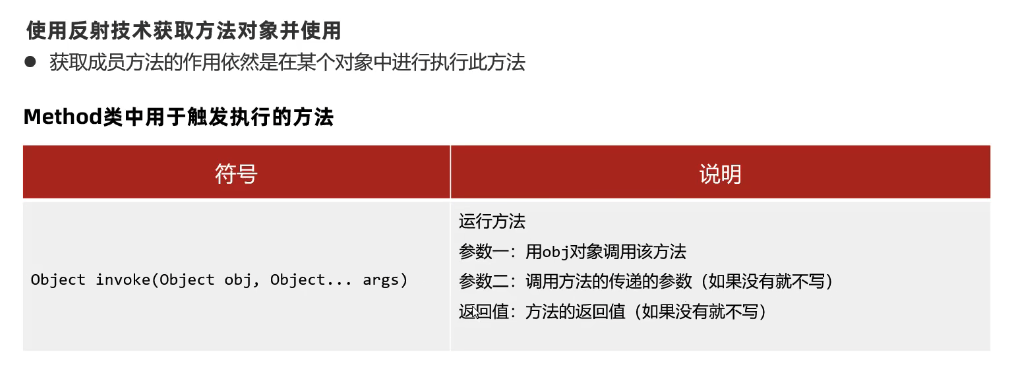 使用反射技术获取方法对象并使用
● 获取成员方法的作用依然是在某个对象中进行执行此方法
Method类中用于触发执行的方法
符号
说明
Object invoke(Object obj, Object... args)
运行方法
参数一：用obj对象调用该方法
参数二：调用方法的传递的参数（如果没有就不写）
返回值：方法的返回值（如果没有就不写）